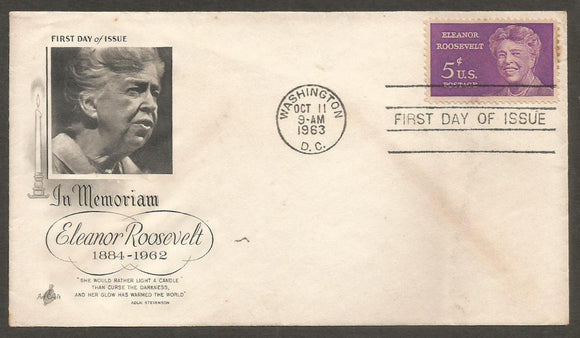 FIRST DAY of ISSUE
In Memoriam
Eleanor Roosevelt
1884-1962
"SHE WOULD RATHER LIGHT A CANDLE
THAN CURSE THE DARKNESS,
AND HER GLOW HAS WARMED THE WORLD"
ADLAI STEVENSON
ArtCraft
WASHINGTON
OCT 11
9-AM
1963
D.C.
ELEANOR
ROOSEVELT
5¢ U.S.
POSTAGE
FIRST DAY OF ISSUE